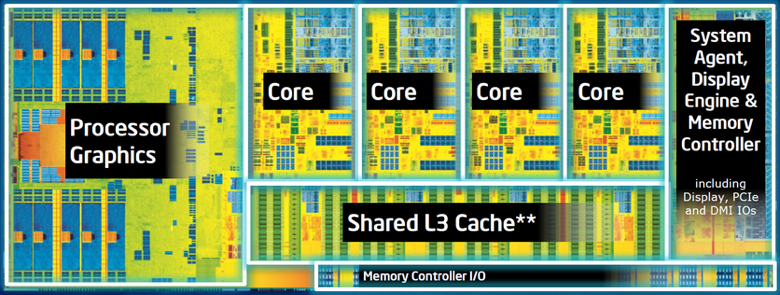 Processor
Graphics
Core
Core
Core
Core
System
Agent,
Display
Engine &
Memory
Controller
including
Display, PCIe
and DMI IOs
Shared L3 Cache**
Memory Controller I/O